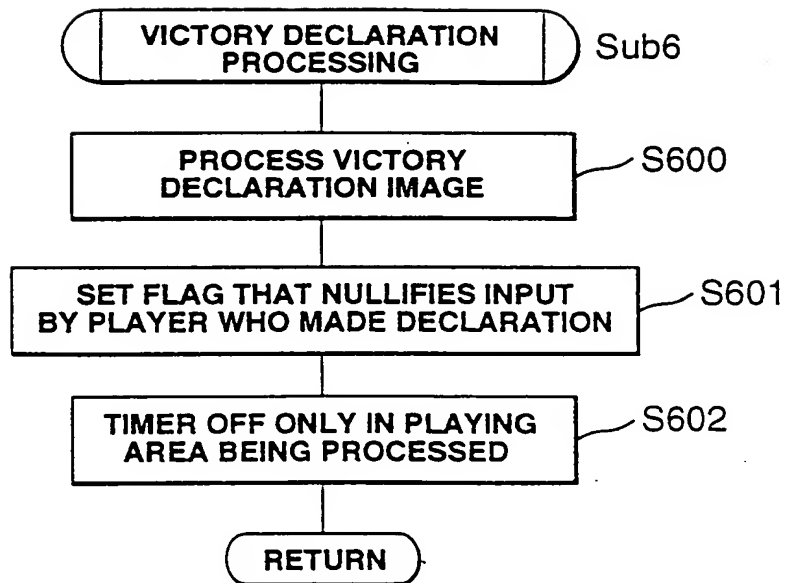 VICTORY DECLARATION
PROCESSING
Sub6
PROCESS VICTORY
DECLARATION IMAGE
S600
SET FLAG THAT NULLIFIES INPUT
BY PLAYER WHO MADE DECLARATION
S601
TIMER OFF ONLY IN PLAYING
AREA BEING PROCESSED
S602
RETURN